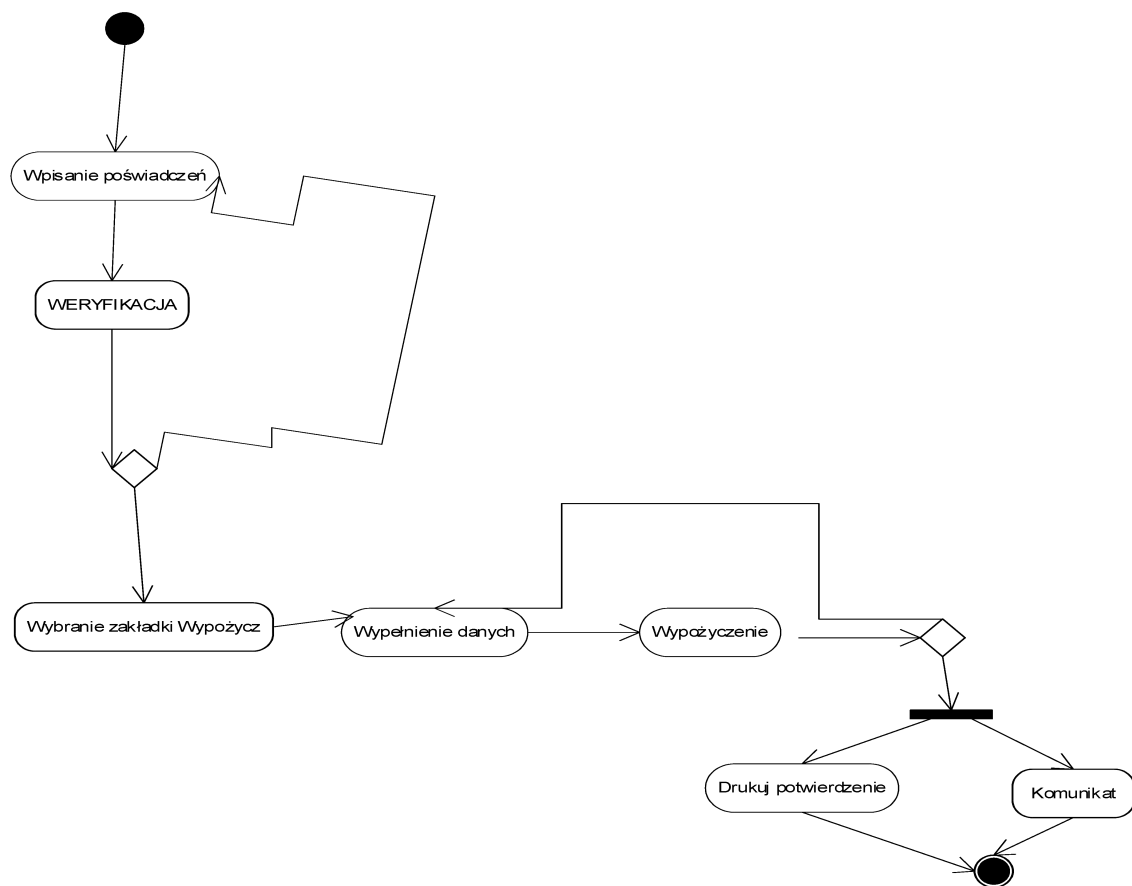 Wpisanie poświadczeń
WERYFIKACJA
Wybranie zakładki Wypożycz
Wypełnienie danych
Wypożyczenie
Drukuj potwierdzenie
Komunikat